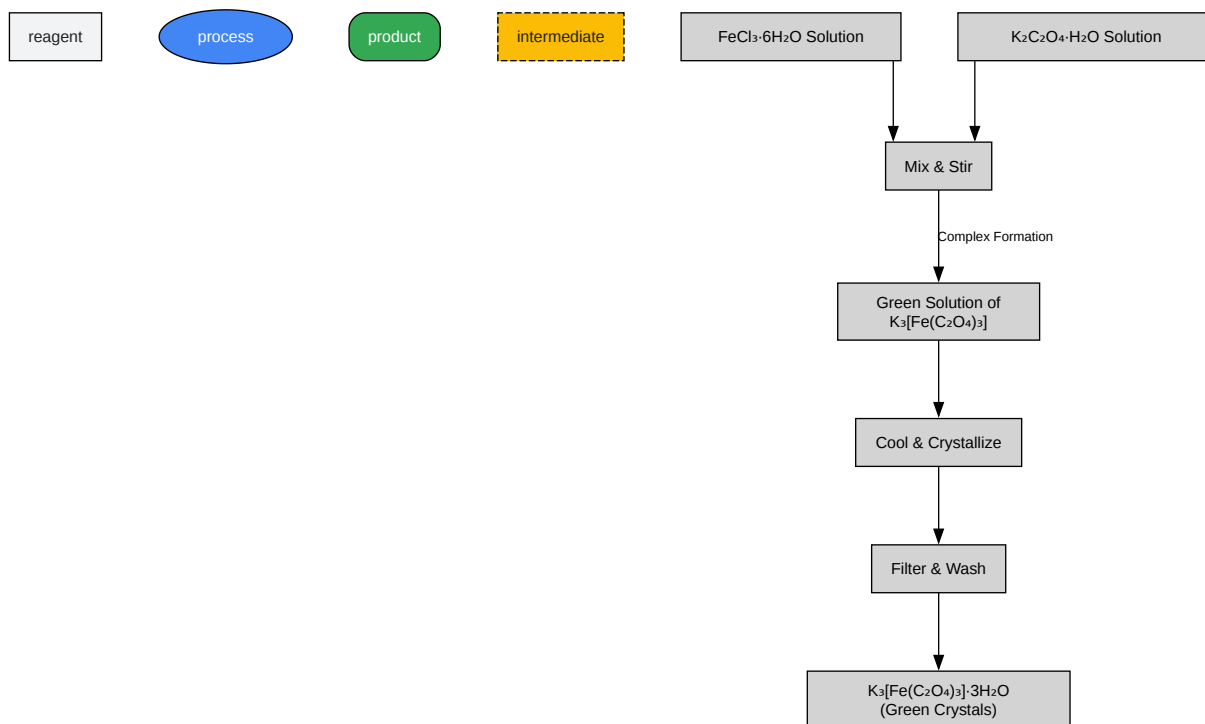 reagent
process
product
intermediate
FeCl₃·6H₂O Solution
K₂C₂O₄·H₂O Solution
Mix & Stir
Complex Formation
Green Solution of
K₃[Fe(C₂O₄)₃]
Cool & Crystallize
Filter & Wash
K₃[Fe(C₂O₄)₃]·3H₂O
(Green Crystals)